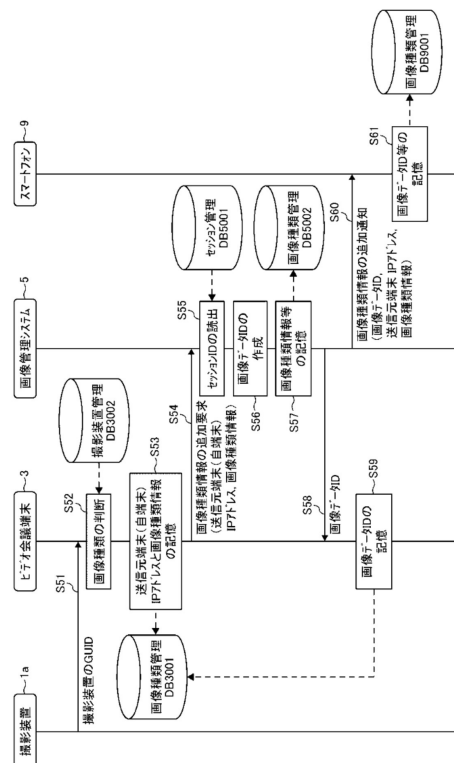 撮影装置
1a
ビデオ会議端末
3
画像管理システム
5
スマートフォン
9
S51
撮影装置のGUID
S52
画像種類の判断
撮影装置管理
DB3002
S53
送信元端末(自端末)
IPアドレスと画像種類情報
の記憶
画像種類管理
DB3001
S54
画像種類情報の追加要求
(送信元端末(自端末)
IPアドレス、画像種類情報)
S55
セッションIDの読出
セッション管理
DB5001
画像データIDの
作成
S56
画像種類情報等
の記憶
S57
画像種類管理
DB5002
S58
画像データID
S59
画像データIDの
記憶
S60
画像種類情報の追加通知
(画像データID、
送信元端末 IPアドレス、
画像種類情報)
S61
画像データID等の
記憶
画像種類管理
DB9001